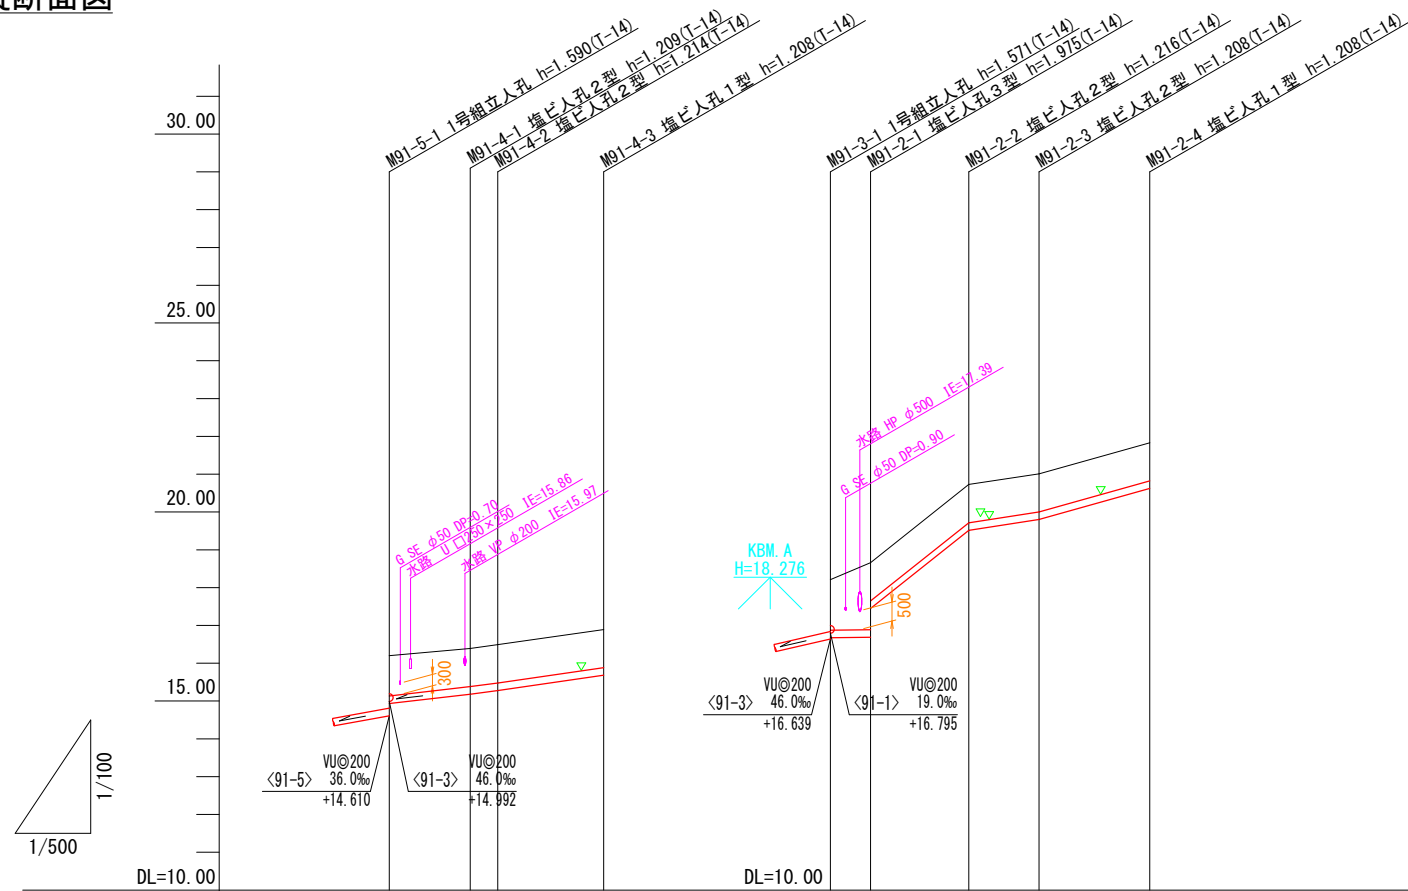 断面図
M91-5-1 1号組立人孔 h=1.590(T-14)
M91-4-1 塩ビ人孔2型 h=1.209(T-14)
M91-4-2 塩ビ人孔2型 h=1.214(T-14)
M91-4-3 塩ビ人孔1型 h=1.208(T-14)
M91-3-1 1号組立人孔 h=1.571(T-14)
M91-2-1 塩ビ人孔3型 h=1.975(T-14)
M91-2-2 塩ビ人孔2型 h=1.216(T-14)
M91-2-3 塩ビ人孔2型 h=1.208(T-14)
M91-2-4 塩ビ人孔1型 h=1.208(T-14)
30.00
25.00
20.00
15.00
DL=10.00
DL=10.00
G SE φ50 DP=0.70
水路 U □250×250 IE=15.86
水路 VP φ200 IE=15.97
300
水路 HP φ500 IE=17.39
G SE φ50 DP=0.90
500
KBM.A
H=18.276
〈91-5〉 VU◎200
36.0‰
+14.610
〈91-3〉 VU◎200
46.0‰
+14.992
〈91-3〉 VU◎200
46.0‰
+16.639
〈91-1〉 VU◎200
19.0‰
+16.795
1/100
1/500